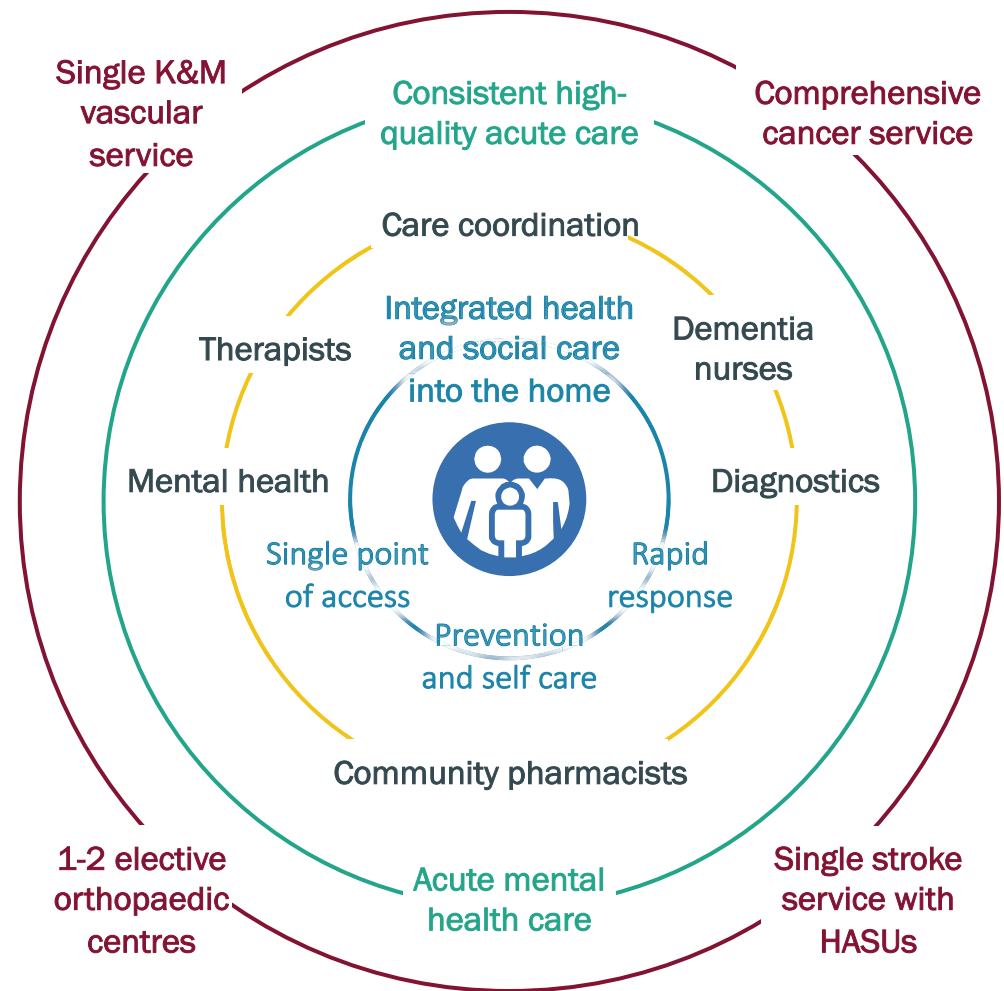 Single K&M
vascular
service
Consistent high-
quality acute care
Comprehensive
cancer service
Care coordination
Integrated health
and social care
into the home
Therapists
Dementia
nurses
Mental health
Diagnostics
Single point
of access
Rapid
response
Prevention
and self care
Community pharmacists
1-2 elective
orthopaedic
centres
Acute mental
health care
Single stroke
service with
HASUs